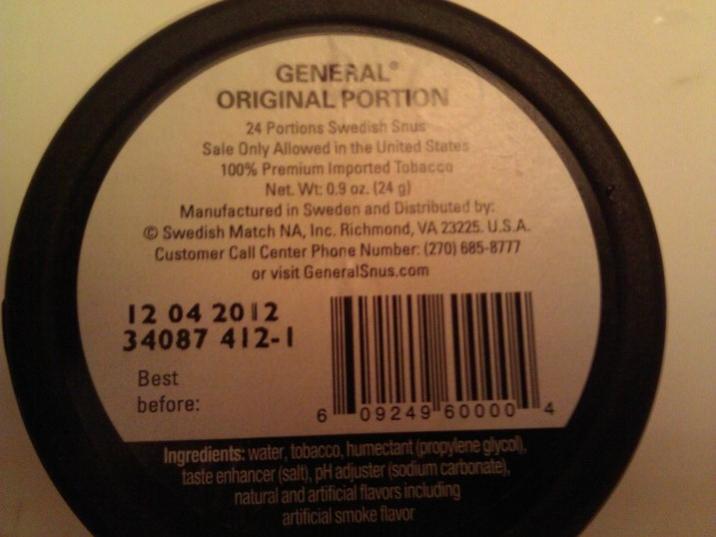 GENERAL®
ORIGINAL PORTION
24 Portions Swedish Snus
Sale Only Allowed in the United States
100% Premium Imported Tobacco
Net. Wt: 0.9 oz. (24 g)
Manufactured in Sweden and Distributed by:
© Swedish Match NA, Inc. Richmond, VA 23225. U.S.A.
Customer Call Center Phone Number: (270) 685-8777
or visit GeneralSnus.com
12 04 2012
34087 412-1
Best
before:
6 09249 60000 4
Ingredients: water, tobacco, humectant (propylene glycol),
taste enhancer (salt), pH adjuster (sodium carbonate),
natural and artificial flavors including
artificial smoke flavor